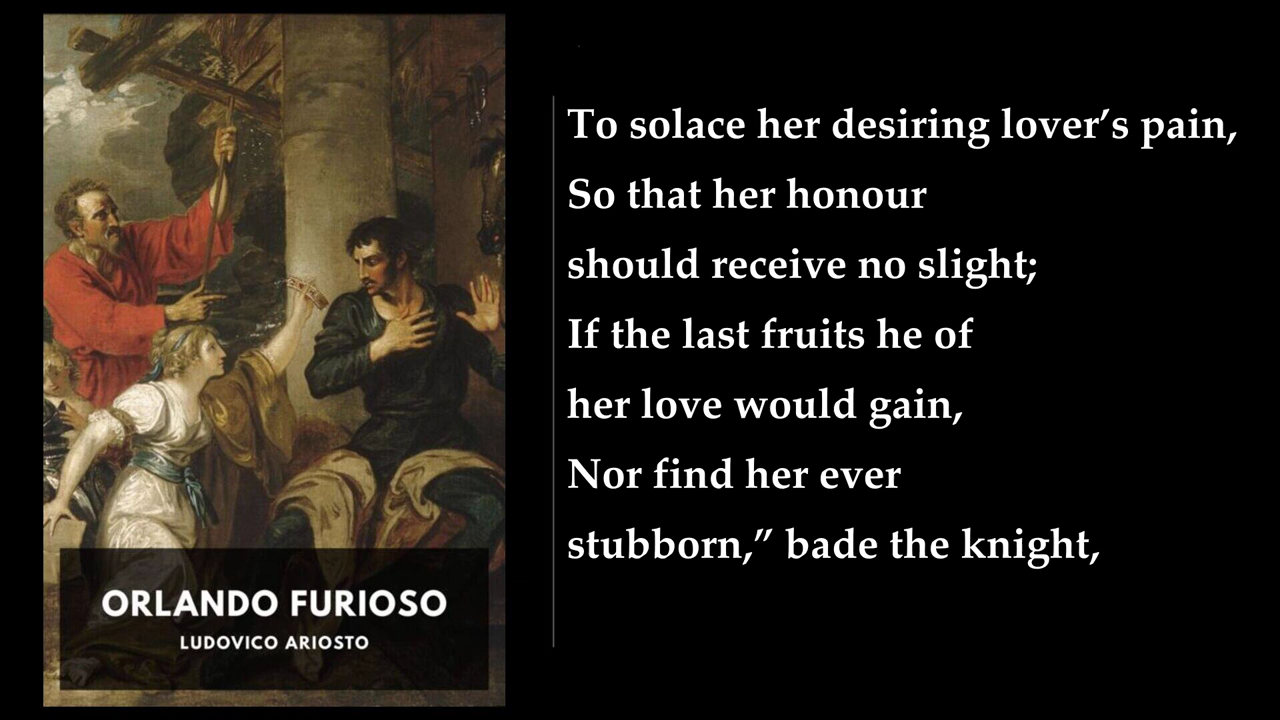 ORLANDO FURIOSO
LUDOVICO ARIOSTO
To solace her desiring lover’s pain,
So that her honour
should receive no slight;
If the last fruits he of
her love would gain,
Nor find her ever
stubborn,” bade the knight,